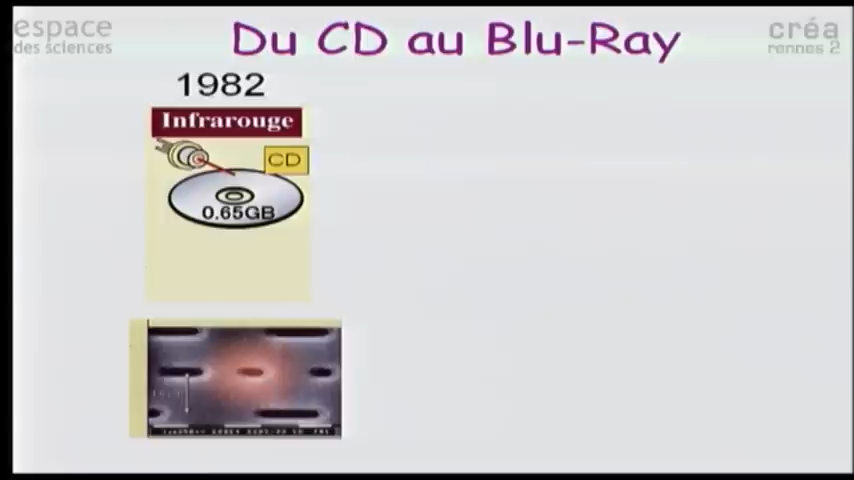 espace
des sciences
Du CD au Blu-Ray
créa
rennes 2
1982
Infrarouge
CD
0.65GB